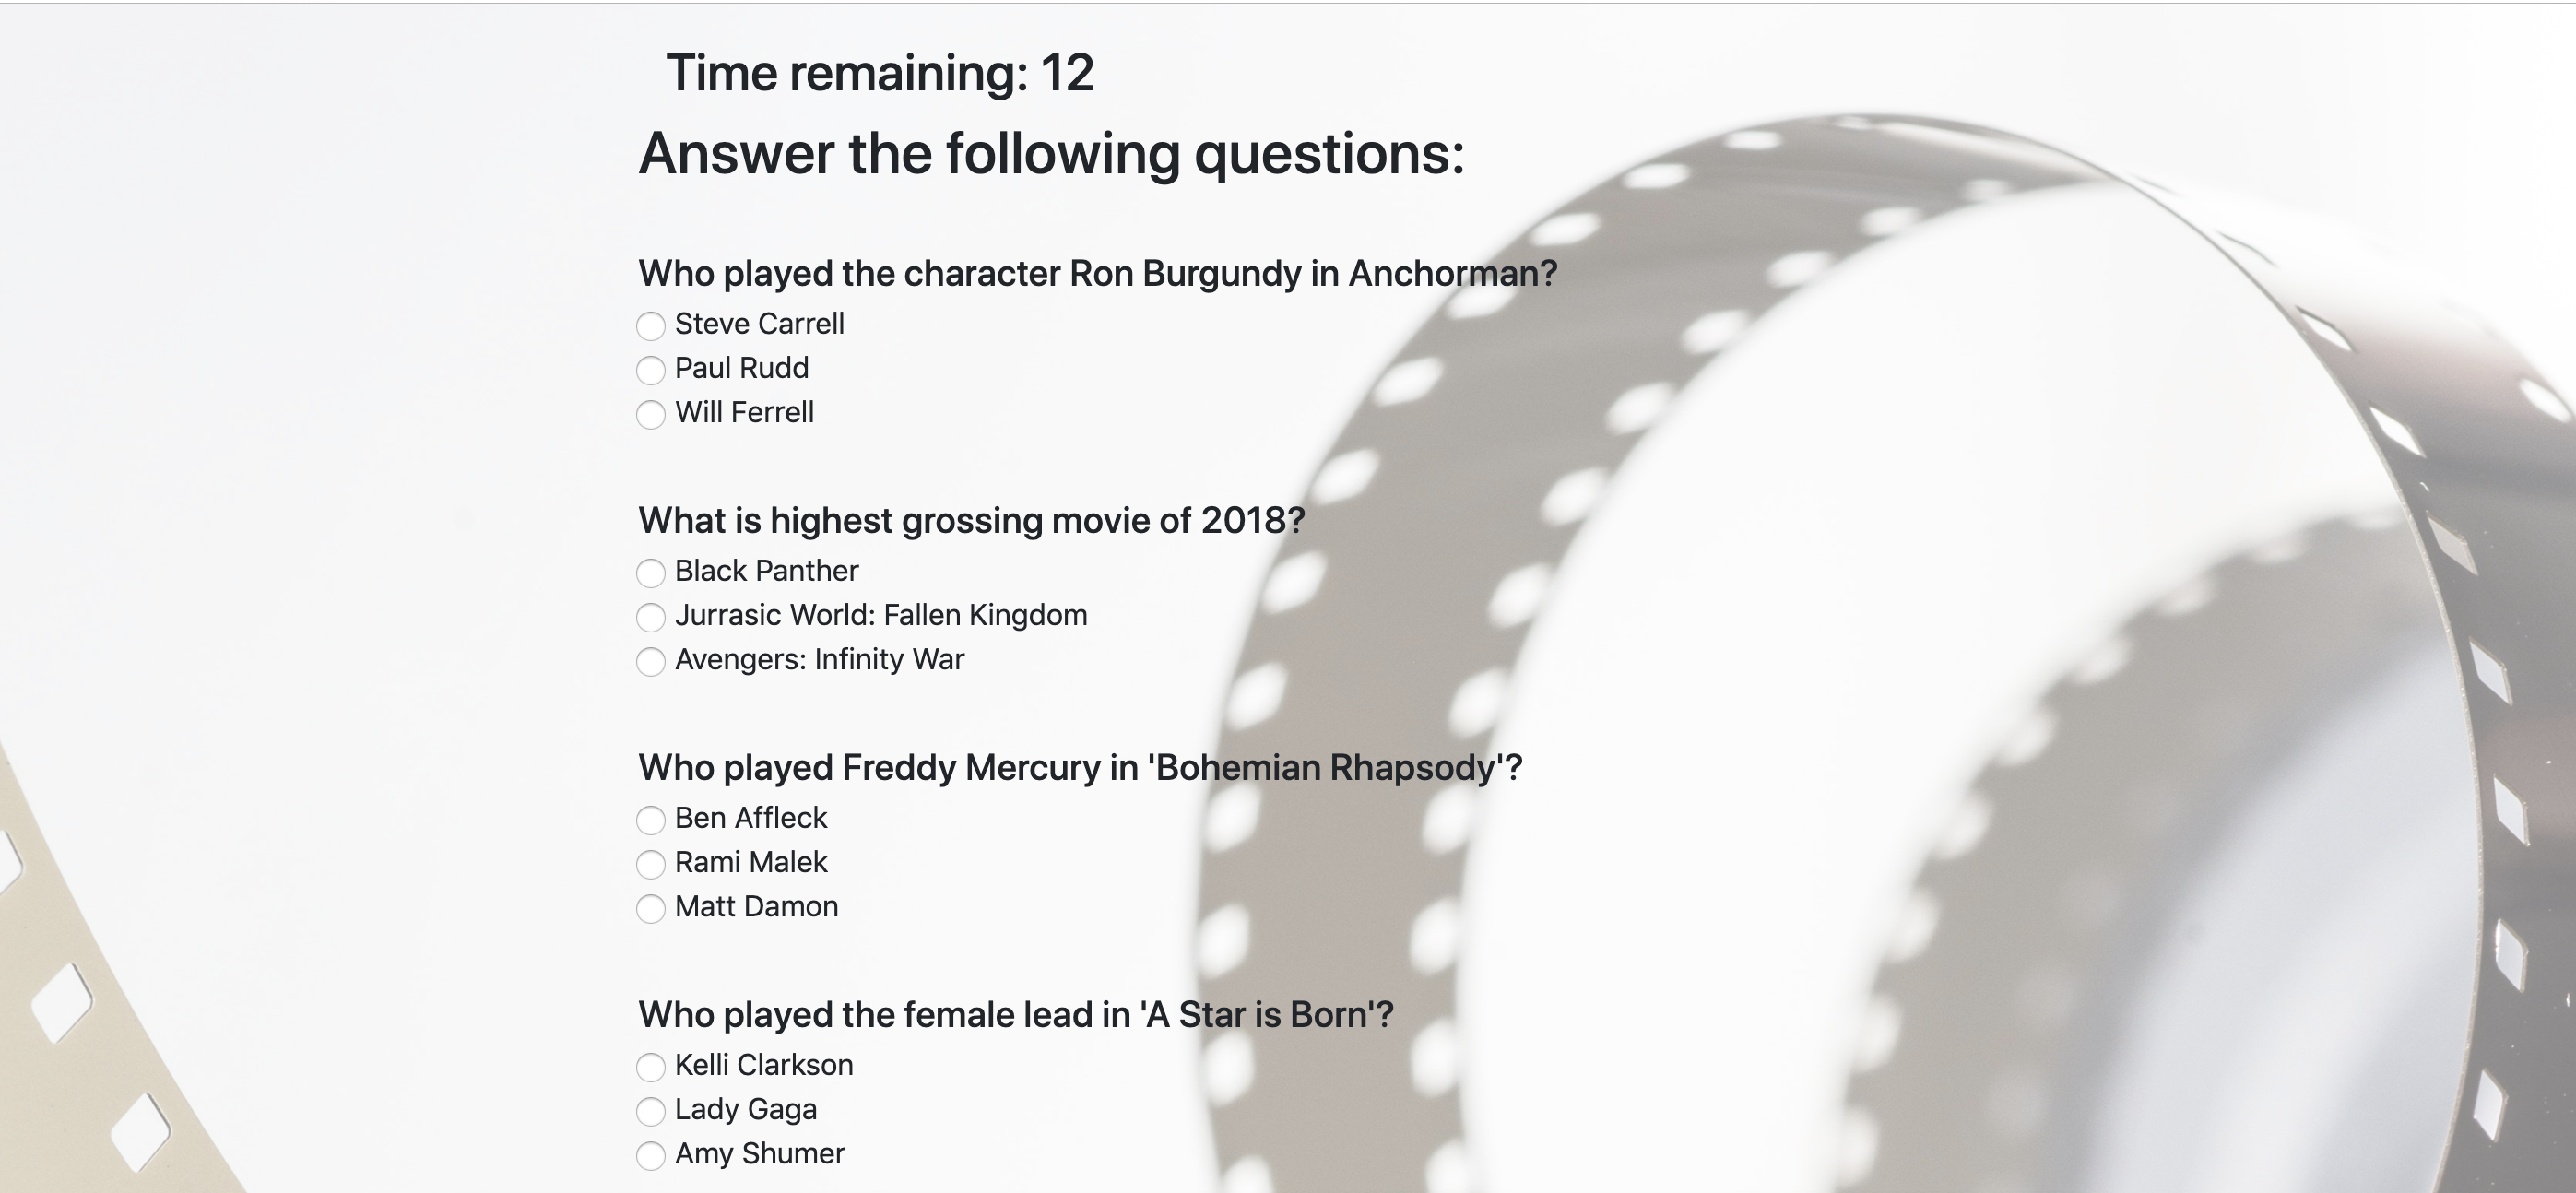 Time remaining: 12
Answer the following questions:
Who played the character Ron Burgundy in Anchorman?
Steve Carrell
Paul Rudd
Will Ferrell
What is highest grossing movie of 2018?
Black Panther
Jurrasic World: Fallen Kingdom
Avengers: Infinity War
Who played Freddy Mercury in 'Bohemian Rhapsody'?
Ben Affleck
Rami Malek
Matt Damon
Who played the female lead in 'A Star is Born'?
Kelli Clarkson
Lady Gaga
Amy Shumer